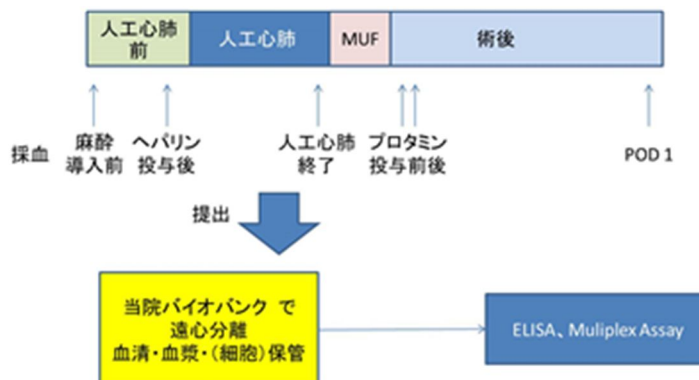 人工心肺
前
人工心肺
MUF
術後
採血
麻酔
導入前
ヘパリン
投与後
人工心肺
終了
プロタミン
投与前後
POD 1
提出
当院バイオバンク で
遠心分離
血清・血漿・(細胞)保管
ELISA、Muliplex Assay